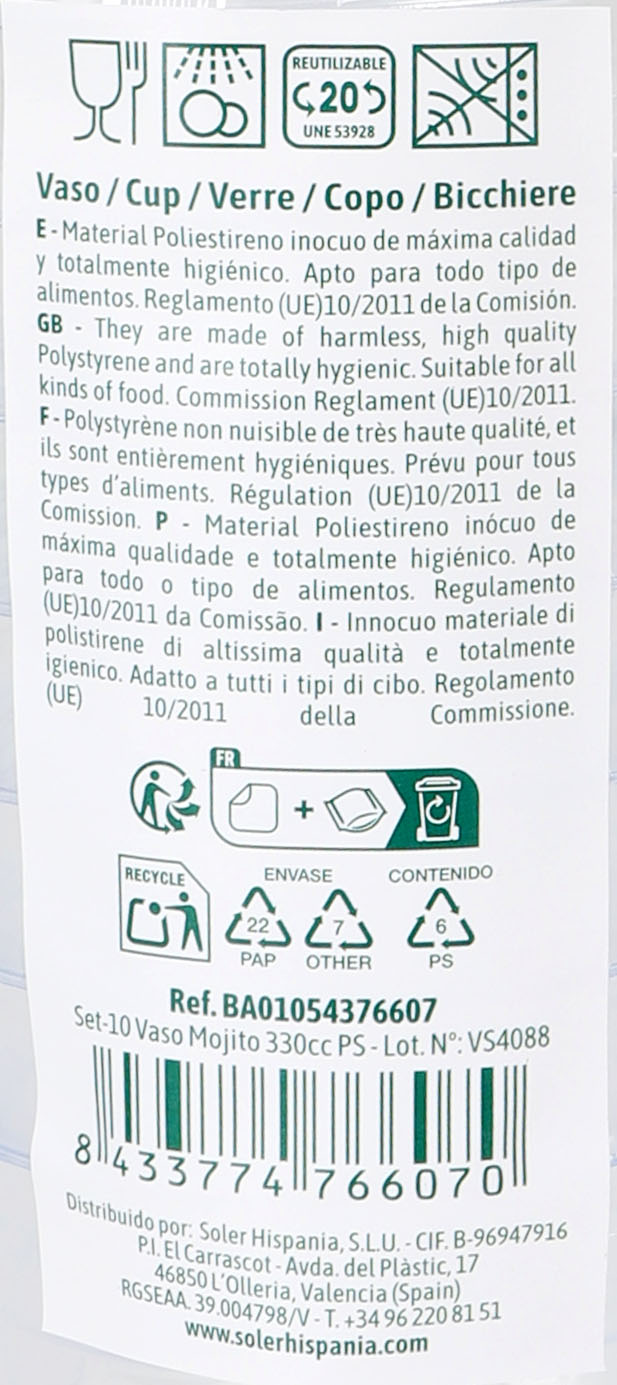 REUTILIZABLE
20
UNE 53928
Vaso / Cup / Verre / Copo / Bicchiere
E - Material Poliestireno inocuo de máxima calidad
y totalmente higiénico. Apto para todo tipo de
alimentos. Reglamento (UE)10/2011 de la Comisión.
GB - They are made of harmless, high quality
Polystyrene and are totally hygienic. Suitable for all
kinds of food. Commission Reglament (UE)10/2011.
F - Polystyrène non nuisible de très haute qualité, et
ils sont entièrement hygiéniques. Prévu pour tous
types d'aliments. Régulation (UE)10/2011 de la
Comission. P - Material Poliestireno inócuo de
máxima qualidade e totalmente higiénico. Apto
para todo o tipo de alimentos. Regulamento
(UE)10/2011 da Comissão. I - Innocuo materiale di
polistirene di altissima qualità e totalmente
igienico. Adatto a tutti i tipi di cibo. Regolamento
(UE) 10/2011 della Commissione.
FR
+
RECYCLE
ENVASE CONTENIDO
22 7 6
PAP OTHER PS
Ref. BA01054376607
Set-10 Vaso Mojito 330cc PS - Lot. Nº: VS4088
8 433774 766070
Distribuido por: Soler Hispania, S.L.U. - CIF. B-96947916
P.I. El Carrascot - Avda. del Plàstic, 17
46850 L'Olleria, Valencia (Spain)
RGSEAA. 39.004798/V - T. +34 96 220 81 51
www.solerhispania.com